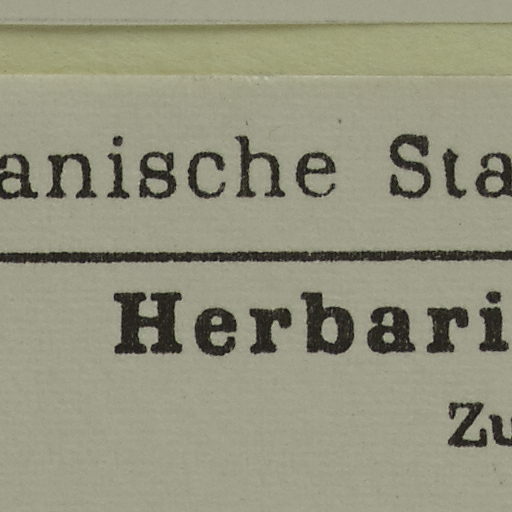 anische Sta
Herbari
Zu